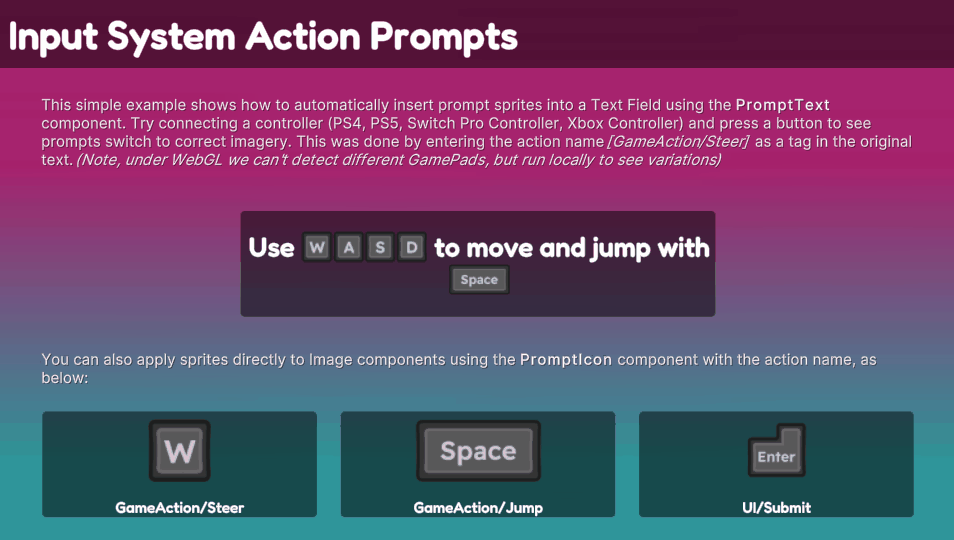 Input System Action Prompts
This simple example shows how to automatically insert prompt sprites into a Text Field using the PromptText
component. Try connecting a controller (PS4, PS5, Switch Pro Controller, Xbox Controller) and press a button to see
prompts switch to correct imagery. This was done by entering the action name [GameAction/Steer] as a tag in the original
text. (Note, under WebGL we can't detect different GamePads, but run locally to see variations)
Use W A S D to move and jump with
Space
You can also apply sprites directly to Image components using the PromptIcon component with the action name, as
below:
W
GameAction/Steer
Space
GameAction/Jump
Enter
UI/Submit